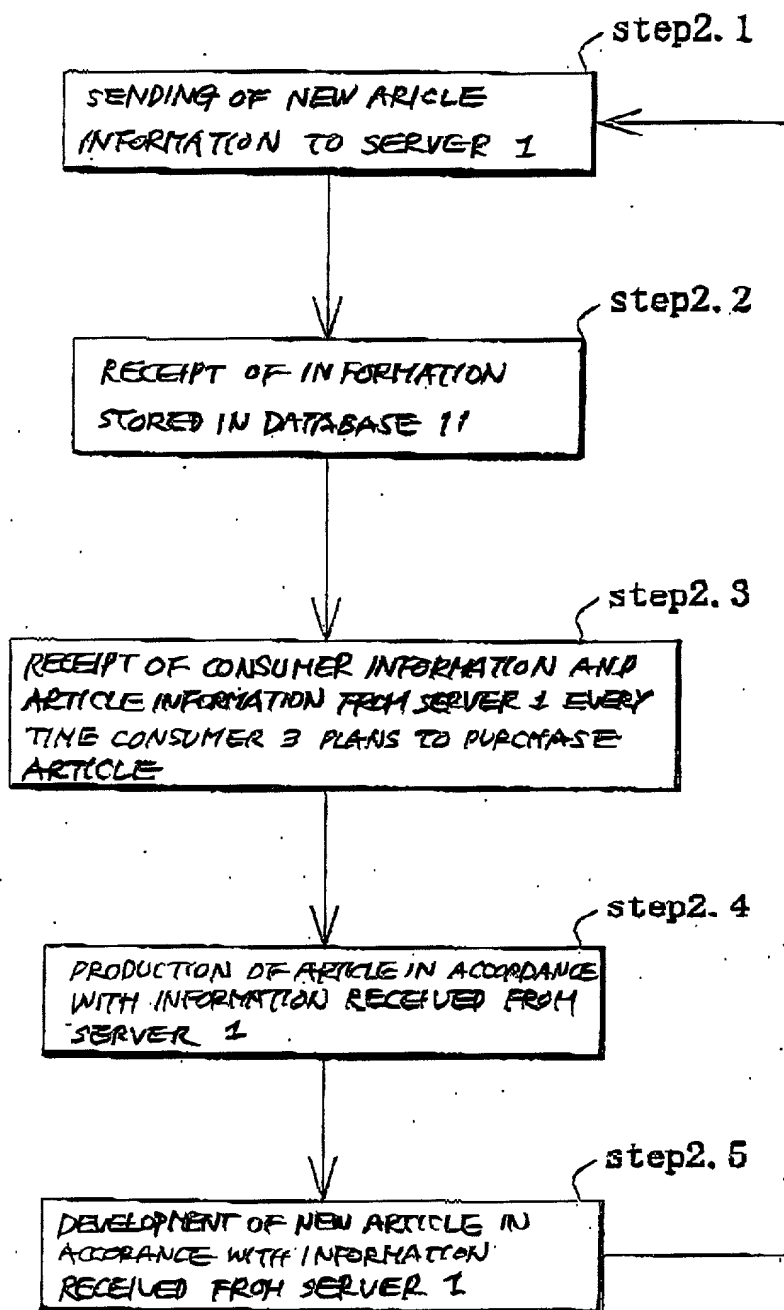 step2.1
SENDING OF NEW ARICLE
INFORMATION TO SERVER 1
step2.2
RECEIPT OF INFORMATION
STORED IN DATABASE 11
step2.3
RECEIPT OF CONSUMER INFORMATION AND
ARTICLE INFORMATION FROM SERVER 1 EVERY
TIME CONSUMER 3 PLANS TO PURCHASE
ARTICLE
step2.4
PRODUCTION OF ARTICLE IN ACCORDANCE
WITH INFORMATION RECEIVED FROM
SERVER 1
step2.5
DEVELOPMENT OF NEW ARTICLE IN
ACCORANCE WITH INFORMATION
RECEIVED FROM SERVER 1